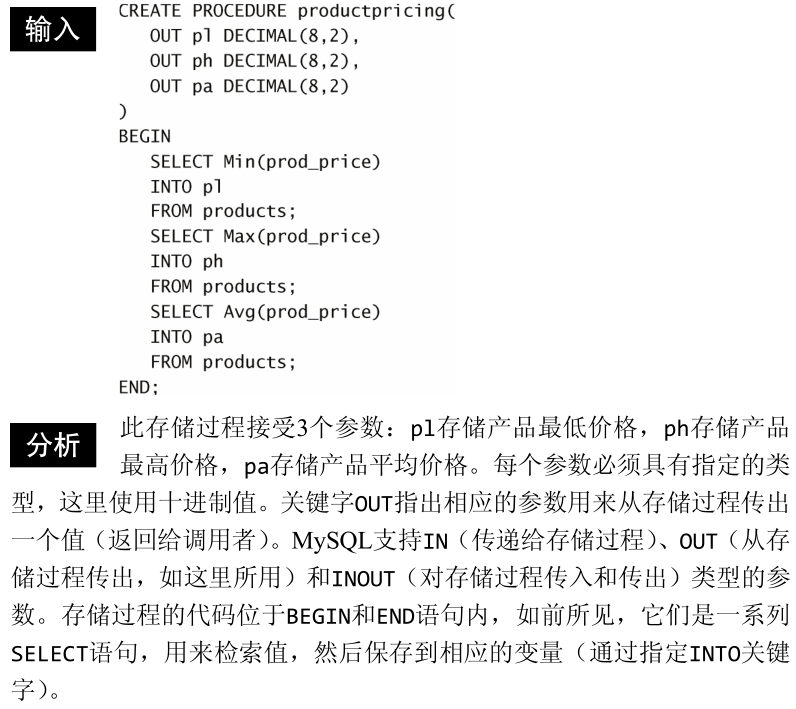 输入
CREATE PROCEDURE productpricing(
   OUT pl DECIMAL(8,2),
   OUT ph DECIMAL(8,2),
   OUT pa DECIMAL(8,2)
)
BEGIN
   SELECT Min(prod_price)
   INTO pl
   FROM products;
   SELECT Max(prod_price)
   INTO ph
   FROM products;
   SELECT Avg(prod_price)
   INTO pa
   FROM products;
END;
分析
此存储过程接受3个参数：pl存储产品最低价格，ph存储产品
最高价格，pa存储产品平均价格。每个参数必须具有指定的类
型，这里使用十进制值。关键字OUT指出相应的参数用来从存储过程传出
一个值（返回给调用者）。MySQL支持IN（传递给存储过程）、OUT（从存
储过程传出，如这里所用）和INOUT（对存储过程传入和传出）类型的参
数。存储过程的代码位于BEGIN和END语句内，如前所见，它们是一系列
SELECT语句，用来检索值，然后保存到相应的变量（通过指定INTO关键
字）。